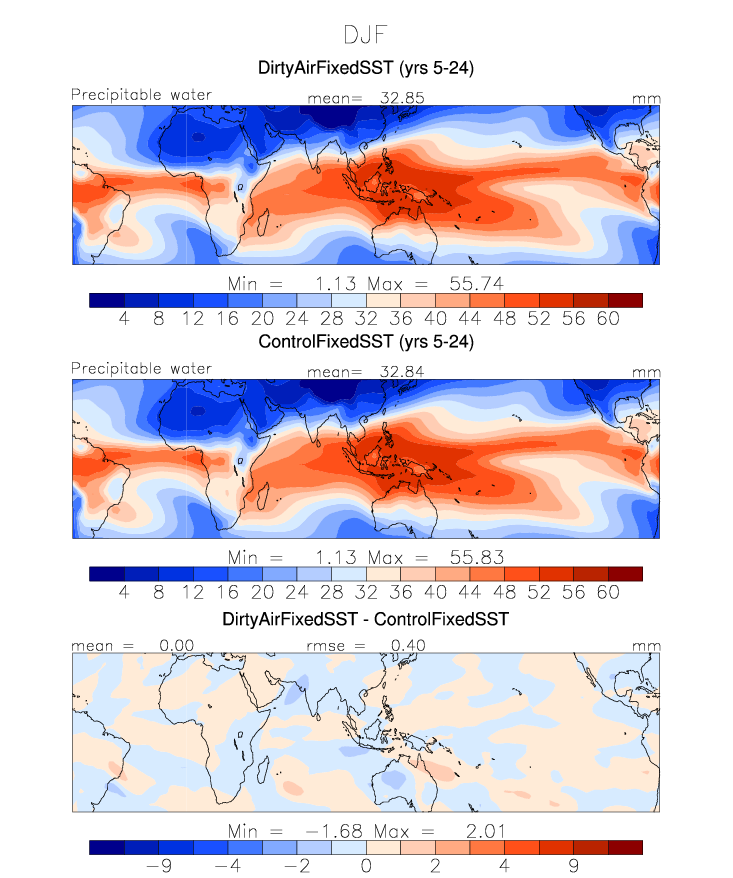 DJF
DirtyAirFixedSST (yrs 5-24)
Precipitable water mean= 32.85 mm
Min = 1.13 Max = 55.74
4 8 12 16 20 24 28 32 36 40 44 48 52 56 60
ControlFixedSST (yrs 5-24)
Precipitable water mean= 32.84 mm
Min = 1.13 Max = 55.83
4 8 12 16 20 24 28 32 36 40 44 48 52 56 60
DirtyAirFixedSST - ControlFixedSST
mean = 0.00 rmse = 0.40 mm
Min = −1.68 Max = 2.01
−9 −4 −2 0 2 4 9